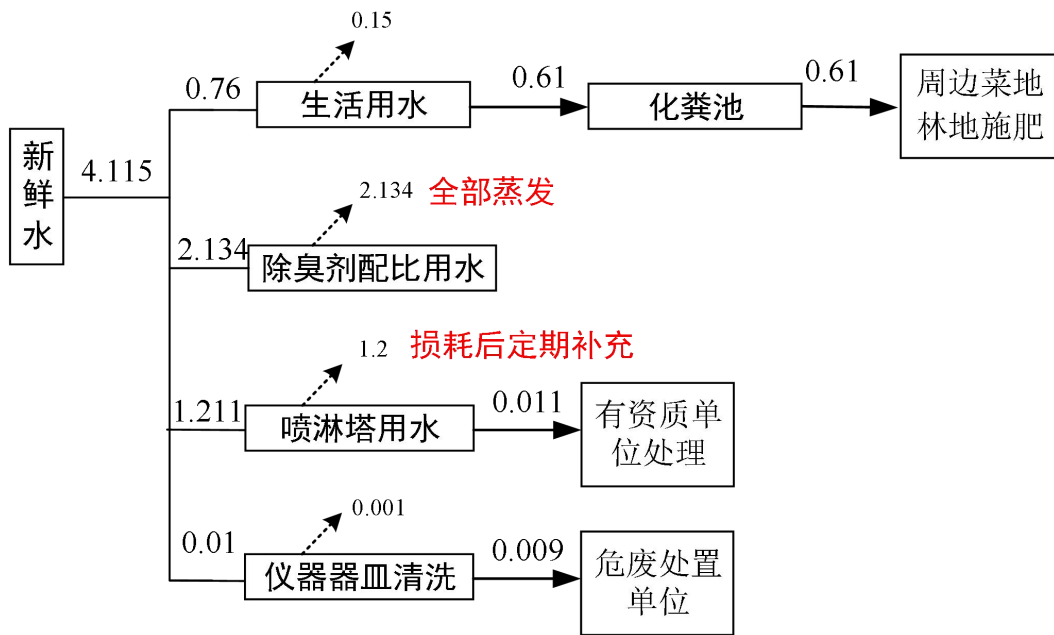 0.15
0.76
生活用水
0.61
化粪池
0.61
周边菜地
林地施肥
新
鲜
水
4.115
2.134
全部蒸发
2.134
除臭剂配比用水
1.2
损耗后定期补充
1.211
喷淋塔用水
0.011
有资质单
位处理
0.001
0.01
仪器器皿清洗
0.009
危废处置
单位